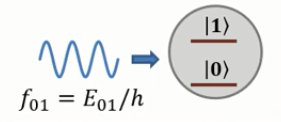 |1⟩
|0⟩
f₀₁ = E₀₁/h